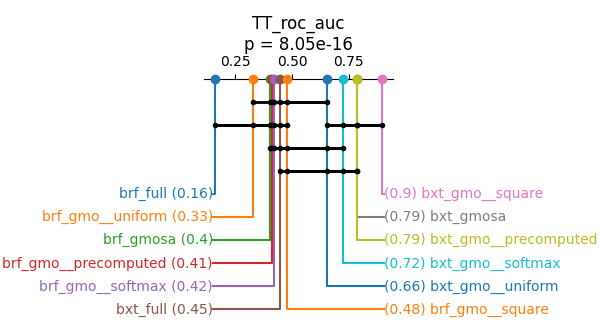 TT_roc_auc
p = 8.05e-16
0.25 0.50 0.75
brf_full (0.16)
(0.9) bxt_gmo__square
brf_gmo__uniform (0.33)
(0.79) bxt_gmosa
brf_gmosa (0.4)
(0.79) bxt_gmo__precomputed
brf_gmo__precomputed (0.41)
(0.72) bxt_gmo__softmax
brf_gmo__softmax (0.42)
(0.66) bxt_gmo__uniform
bxt_full (0.45)
(0.48) brf_gmo__square